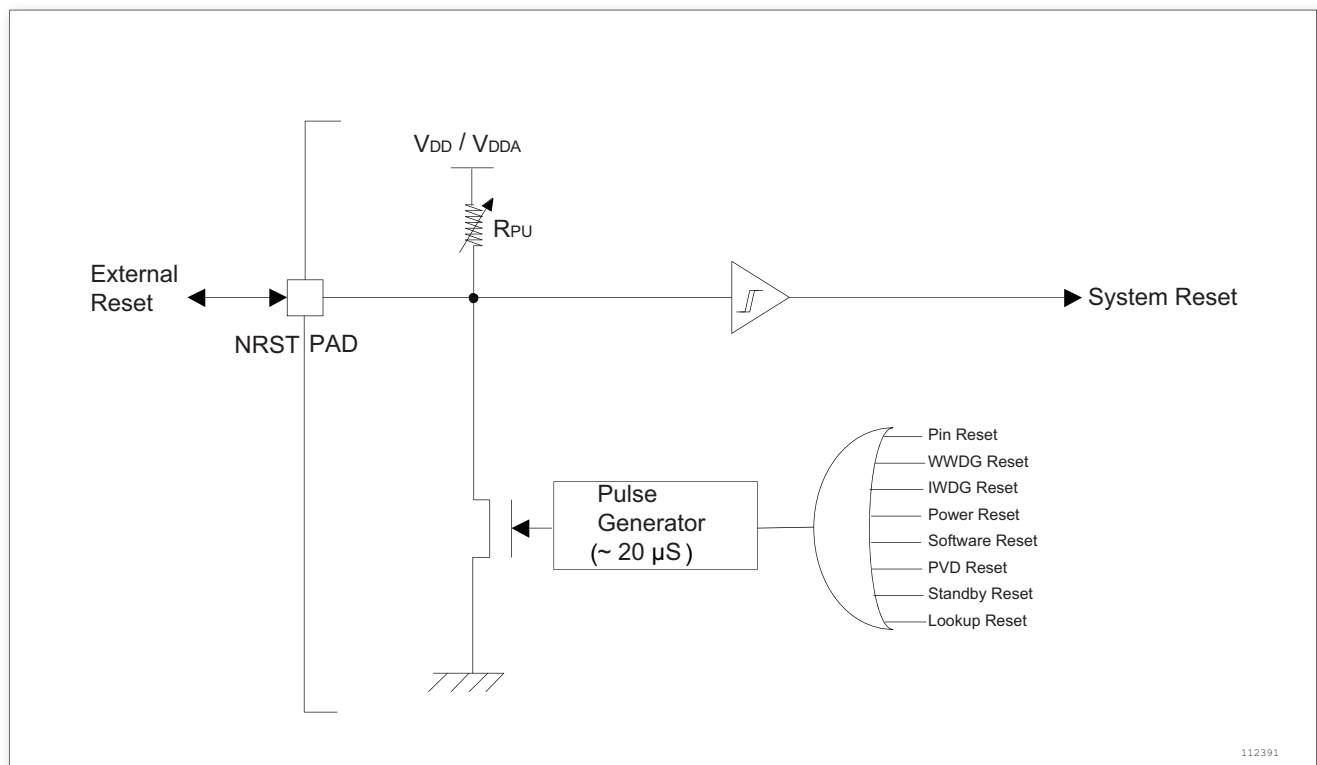 VDD / VDDA
RPU
External
Reset
NRST PAD
System Reset
Pulse
Generator
(~ 20 µS)
Pin Reset
WWDG Reset
IWDG Reset
Power Reset
Software Reset
PVD Reset
Standby Reset
Lookup Reset
112391